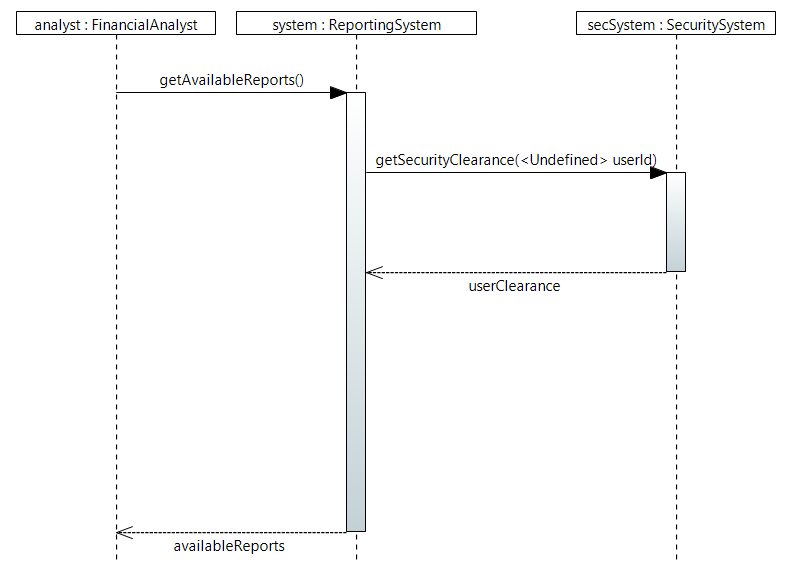 analyst : FinancialAnalyst
system : ReportingSystem
secSystem : SecuritySystem
getAvailableReports()
getSecurityClearance(<Undefined> userId)
userClearance
availableReports